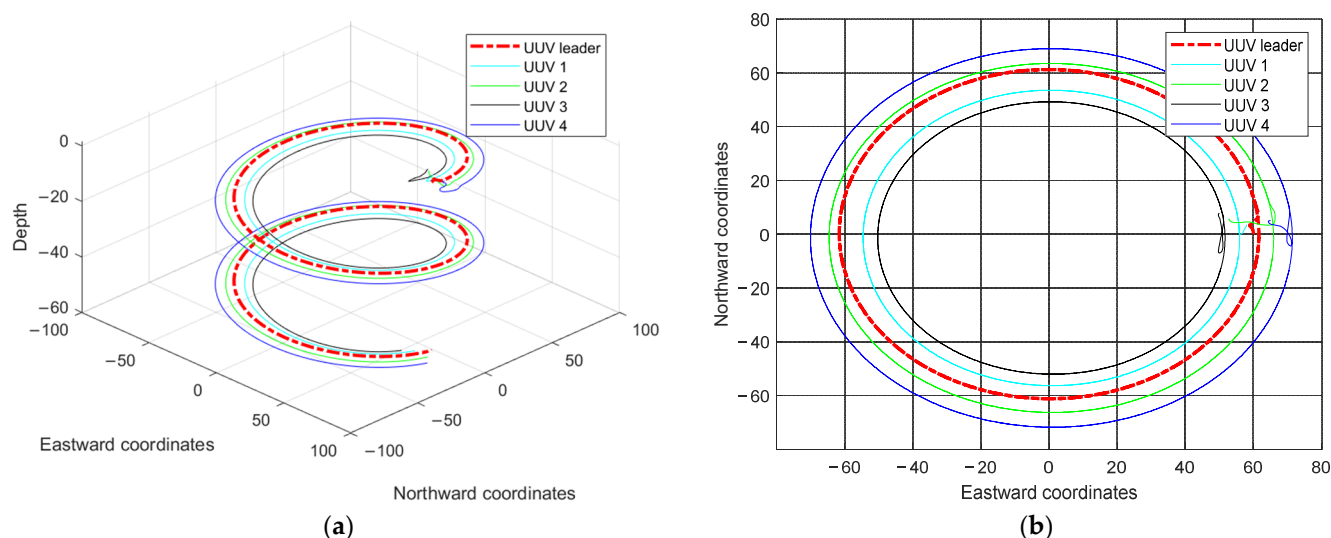 UUV leader
UUV 1
UUV 2
UUV 3
UUV 4
0
−20
−40
−60
Depth
−100
−50
0
50
100
Eastward coordinates
−100
−50
0
50
100
Northward coordinates
(a)
80
60
40
20
0
−20
−40
−60
Northward coordinates
UUV leader
UUV 1
UUV 2
UUV 3
UUV 4
−60
−40
−20
0
20
40
60
80
Eastward coordinates
(b)